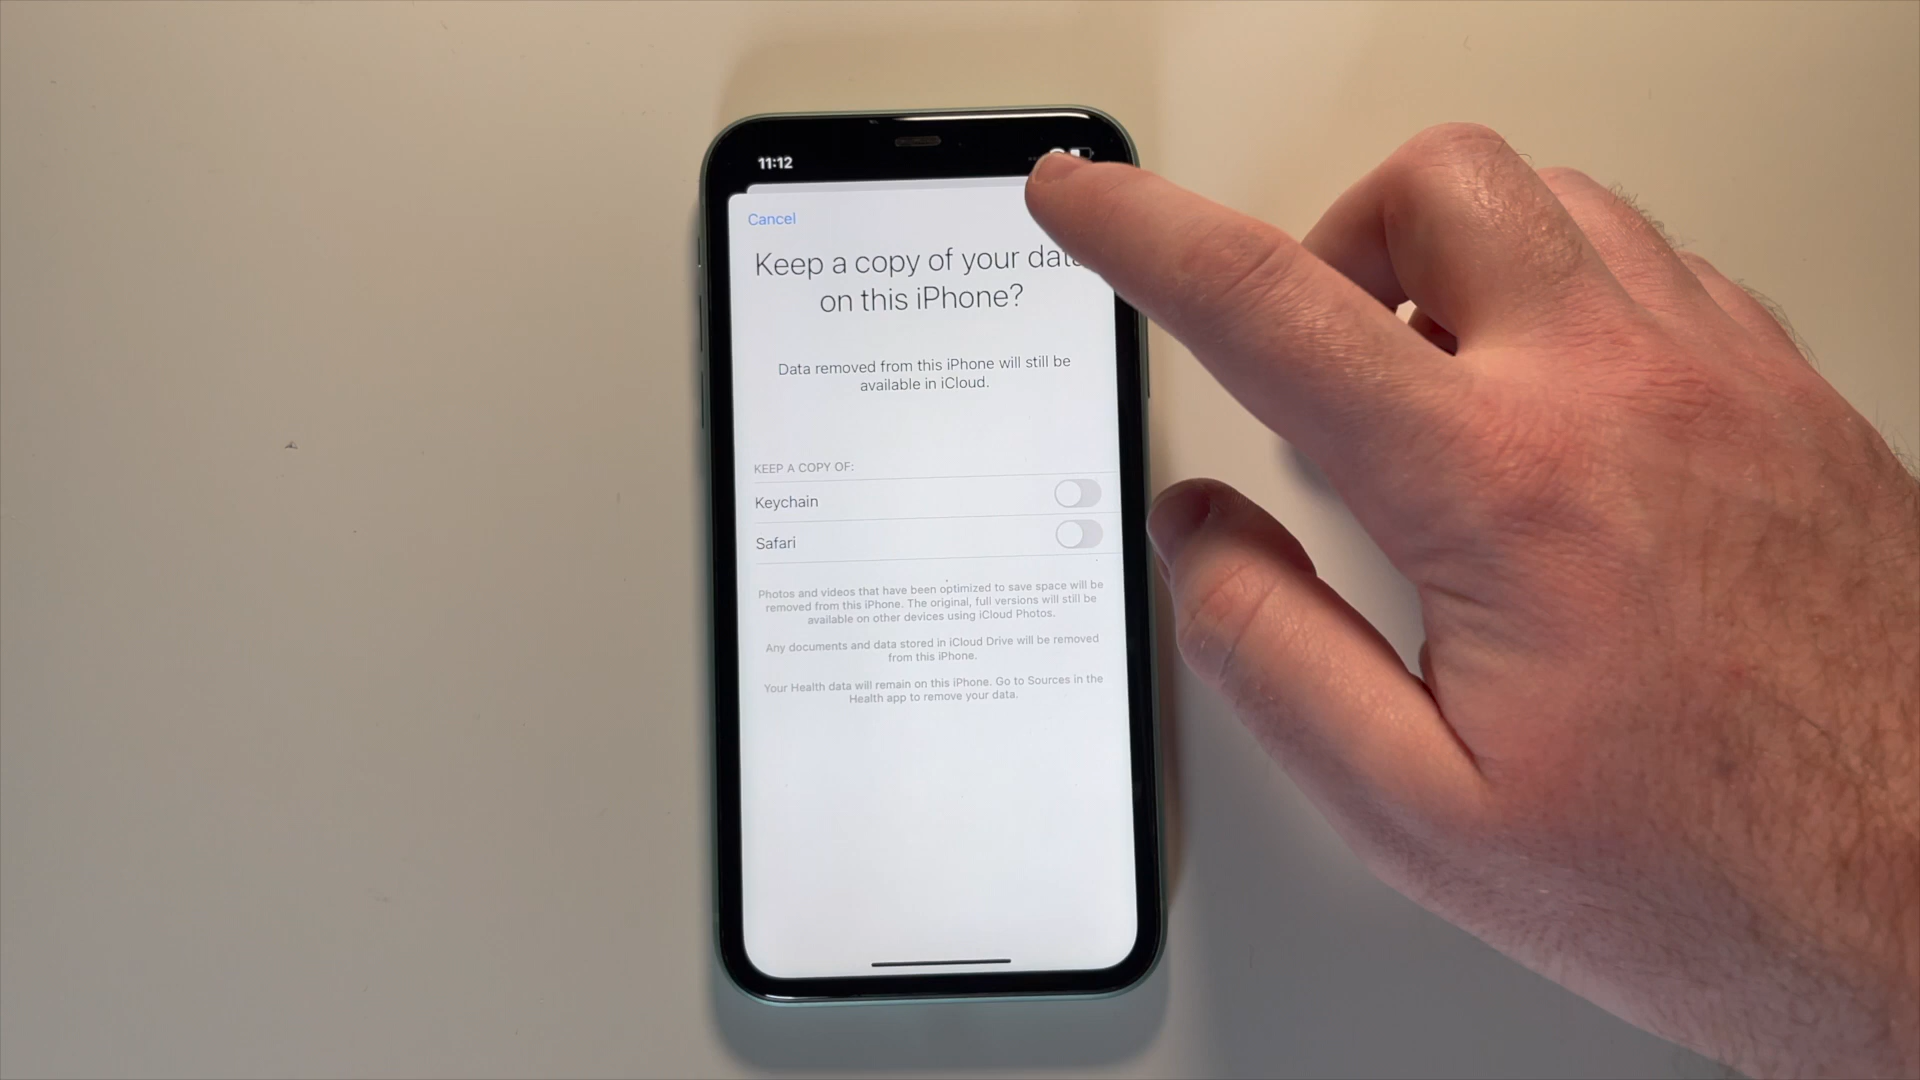 11:12
Cancel
Keep a copy of your data
on this iPhone?
Data removed from this iPhone will still be
available in iCloud.
KEEP A COPY OF:
Keychain
Safari
Photos and videos that have been optimized to save space will be
removed from this iPhone. The original, full versions will still be
available on other devices using iCloud Photos.
Any documents and data stored in iCloud Drive will be removed
from this iPhone.
Your Health data will remain on this iPhone. Go to Sources in the
Health app to remove your data.